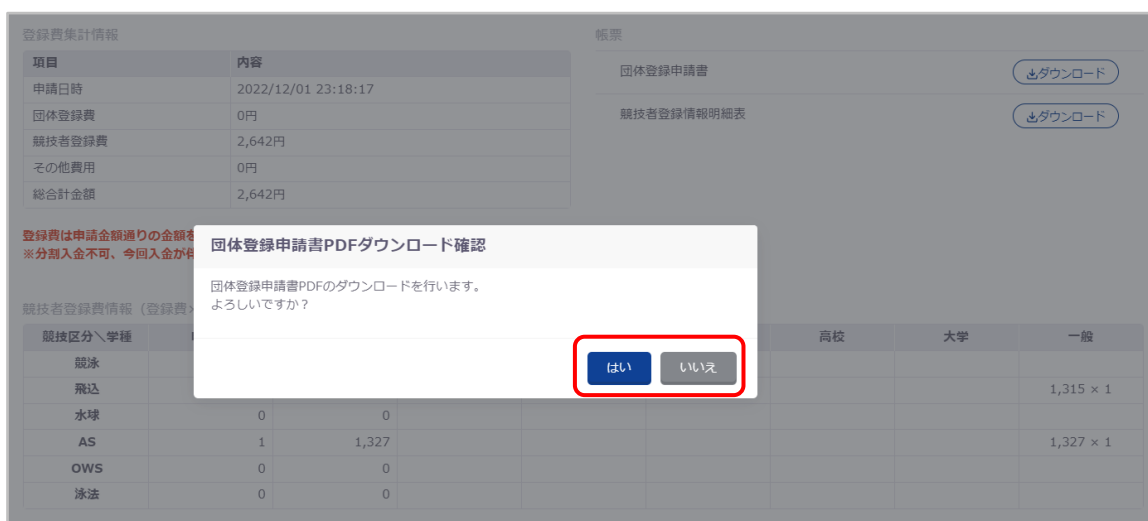 登録費集計情報
項目 内容
申請日時 2022/12/01 23:18:17
団体登録費 0円
競技者登録費 2,642円
その他費用 0円
総合計金額 2,642円
帳票
団体登録申請書 ダウンロード
競技者登録情報明細表 ダウンロード
登録費は申請金額通りの金額を
※分割入金不可、今回入金が
団体登録申請書PDFダウンロード確認
団体登録申請書PDFのダウンロードを行います。
よろしいですか？
はい いいえ
競技者登録費情報（登録費
競技区分＼学種 高校 大学 一般
競泳
飛込 1,315 × 1
水球 0 0
AS 1 1,327 1,327 × 1
OWS 0 0
泳法 0 0